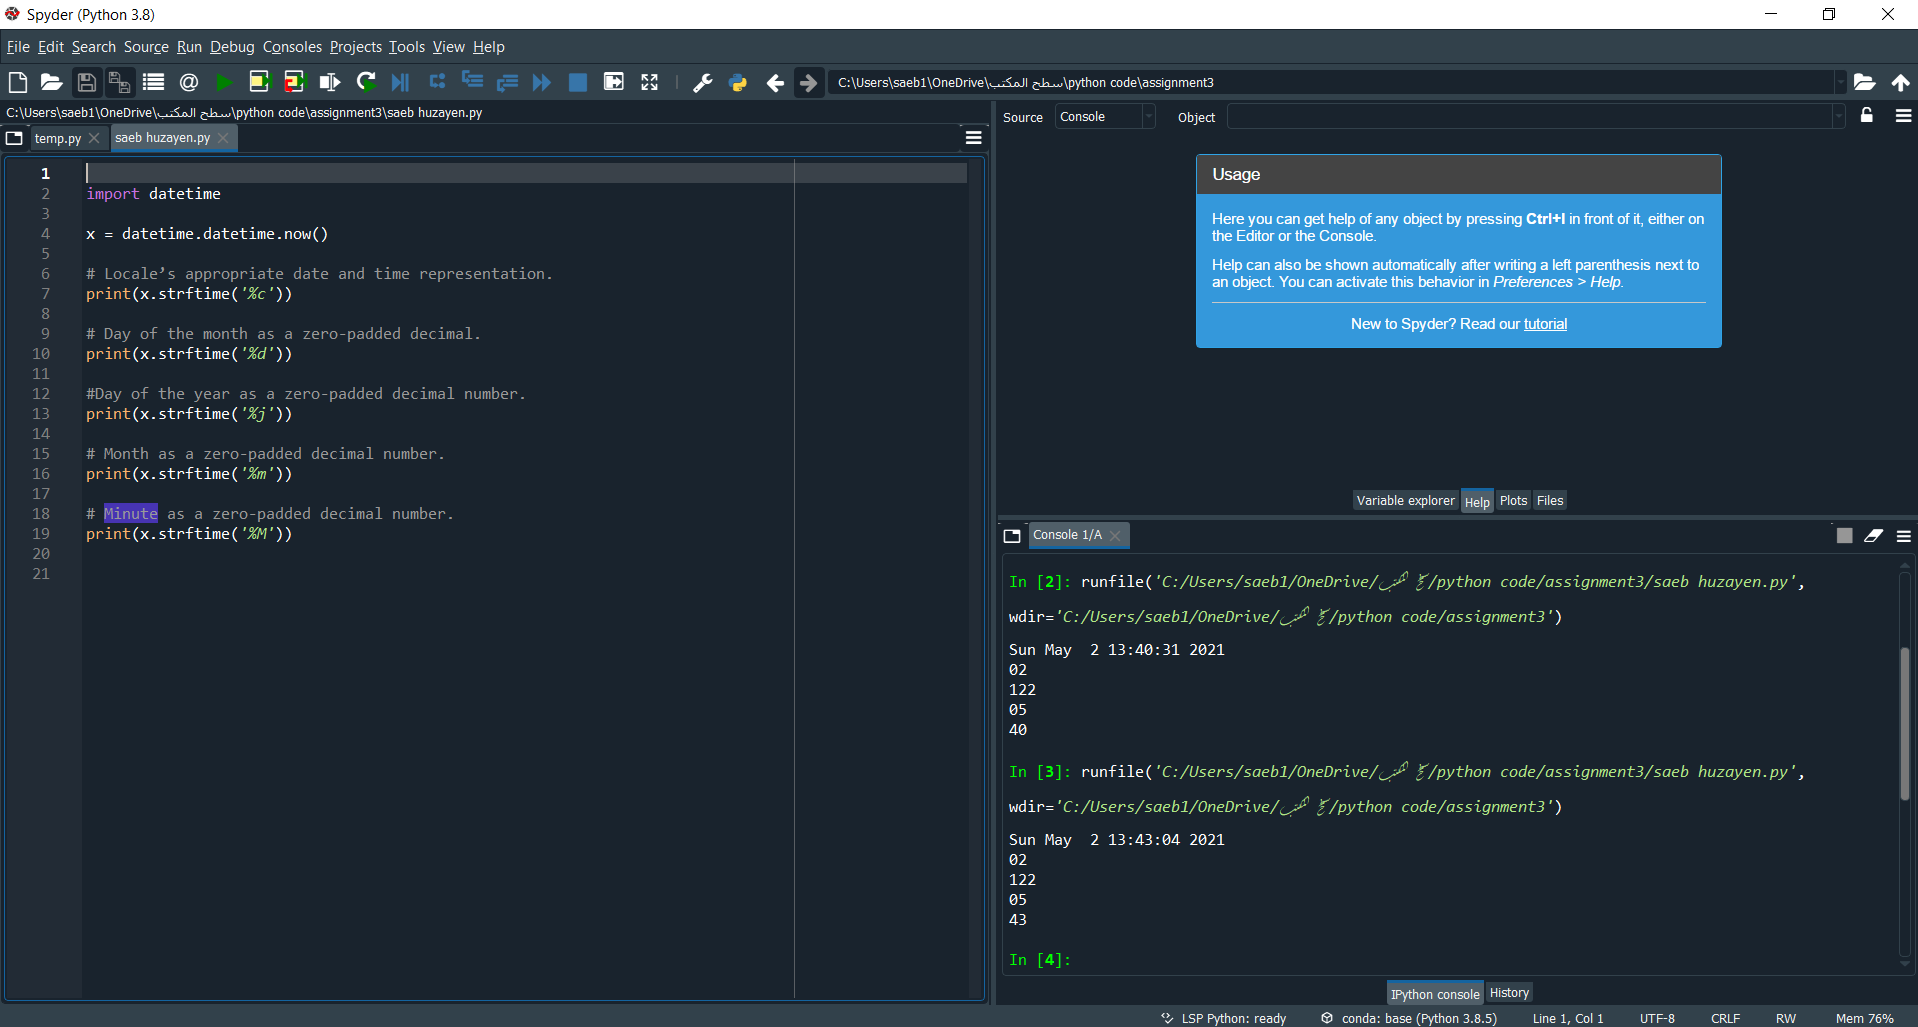 Spyder (Python 3.8)
File Edit Search Source Run Debug Consoles Projects Tools View Help
C:\Users\saeb1\OneDrive\سطح المكتب\python code\assignment3
C:\Users\saeb1\OneDrive\سطح المكتب\python code\assignment3\saeb huzayen.py
temp.py saeb huzayen.py
1
2 import datetime
3
4 x = datetime.datetime.now()
5
6 # Locale’s appropriate date and time representation.
7 print(x.strftime('%c'))
8
9 # Day of the month as a zero-padded decimal.
10 print(x.strftime('%d'))
11
12 #Day of the year as a zero-padded decimal number.
13 print(x.strftime('%j'))
14
15 # Month as a zero-padded decimal number.
16 print(x.strftime('%m'))
17
18 # Minute as a zero-padded decimal number.
19 print(x.strftime('%M'))
20
21
Source Console Object
Usage
Here you can get help of any object by pressing Ctrl+I in front of it, either on
the Editor or the Console.
Help can also be shown automatically after writing a left parenthesis next to
an object. You can activate this behavior in Preferences > Help.
New to Spyder? Read our tutorial
Variable explorer Help Plots Files
Console 1/A
In [2]: runfile('C:/Users/saeb1/OneDrive/سطح المكتب/python code/assignment3/saeb huzayen.py',
wdir='C:/Users/saeb1/OneDrive/سطح المكتب/python code/assignment3')
Sun May  2 13:40:31 2021
02
122
05
40
In [3]: runfile('C:/Users/saeb1/OneDrive/سطح المكتب/python code/assignment3/saeb huzayen.py',
wdir='C:/Users/saeb1/OneDrive/سطح المكتب/python code/assignment3')
Sun May  2 13:43:04 2021
02
122
05
43
In [4]:
IPython console History
LSP Python: ready conda: base (Python 3.8.5) Line 1, Col 1 UTF-8 CRLF RW Mem 76%